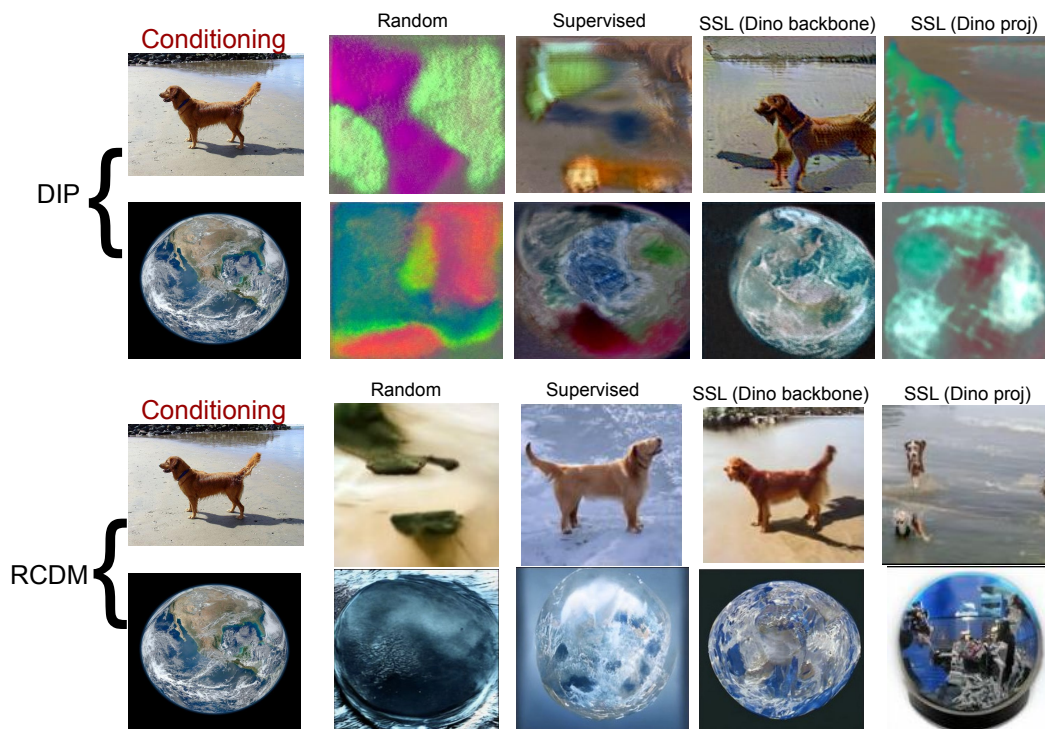 Conditioning
Random
Supervised
SSL (Dino backbone)
SSL (Dino proj)
DIP
{
Conditioning
Random
Supervised
SSL (Dino backbone)
SSL (Dino proj)
RCDM
{